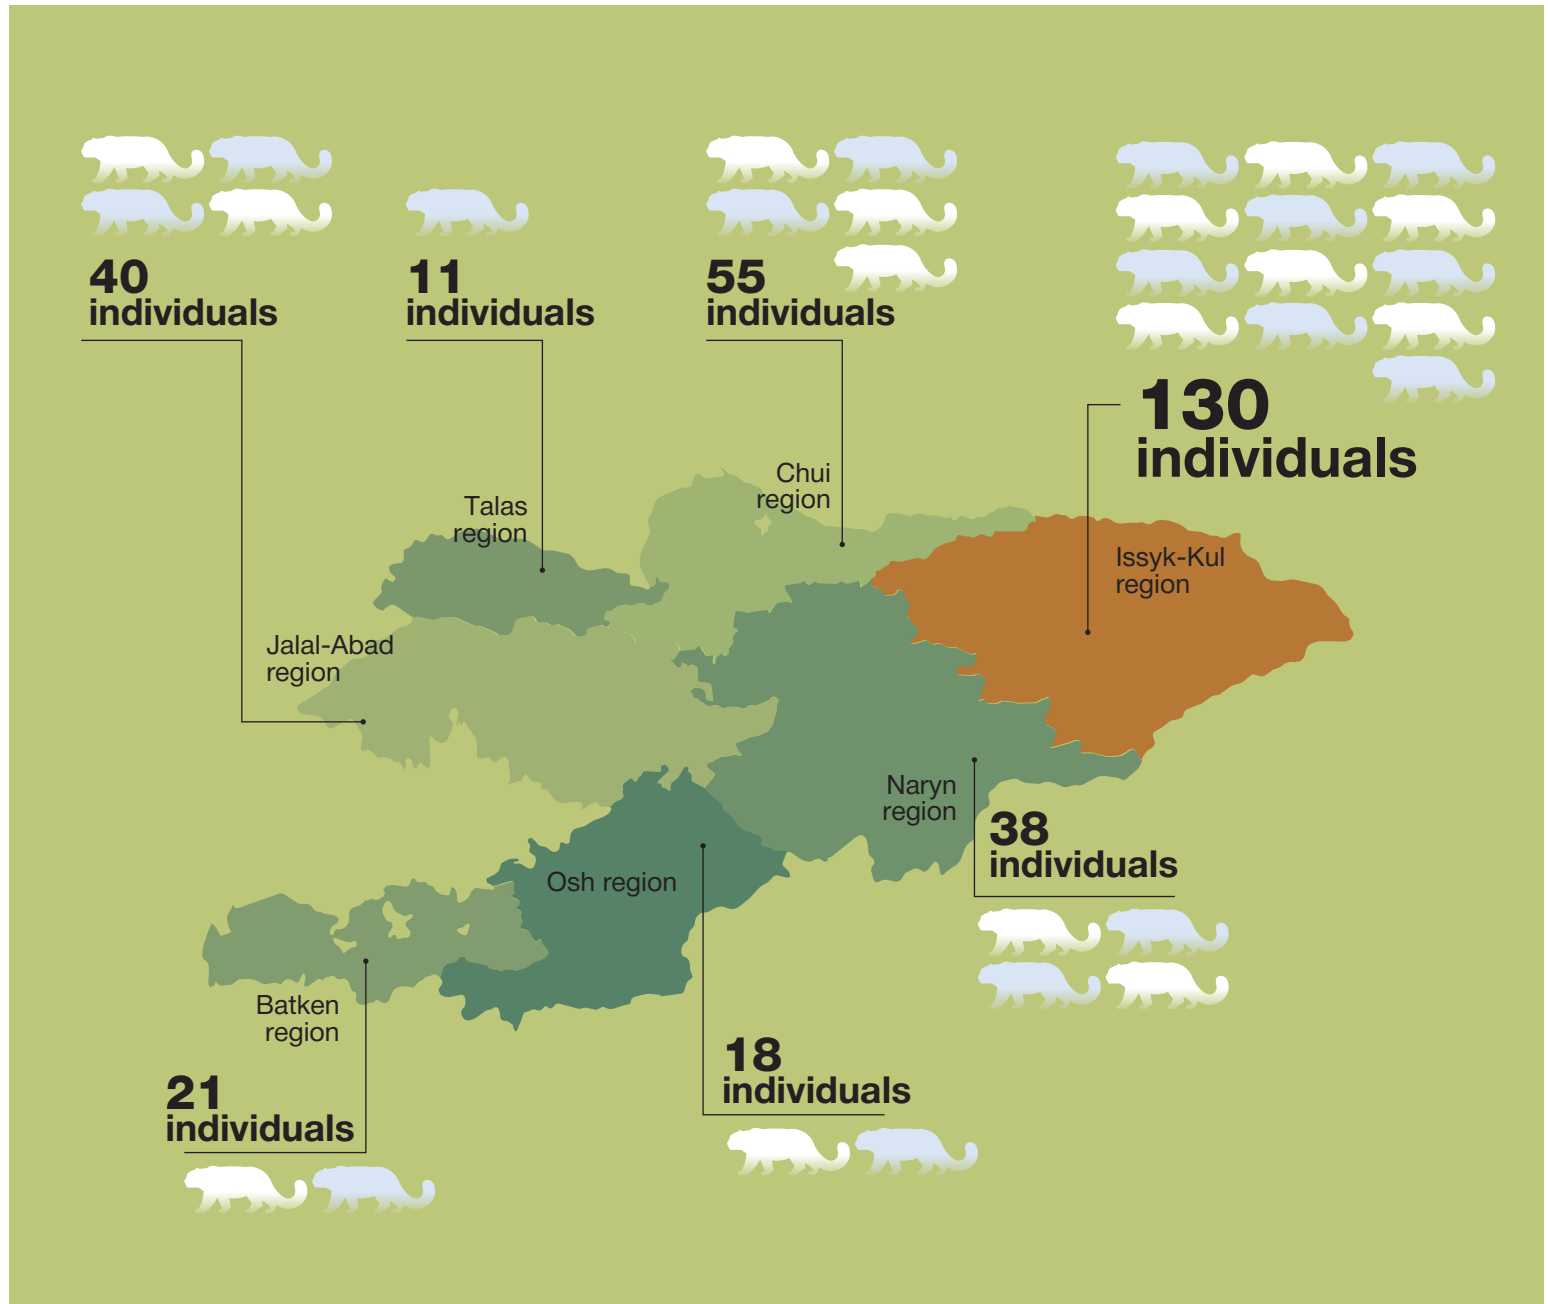 40
individuals
11
individuals
55
individuals
130
individuals
Chui
region
Talas
region
Issyk-Kul
region
Jalal-Abad
region
Naryn
region
38
individuals
Osh region
Batken
region
18
individuals
21
individuals